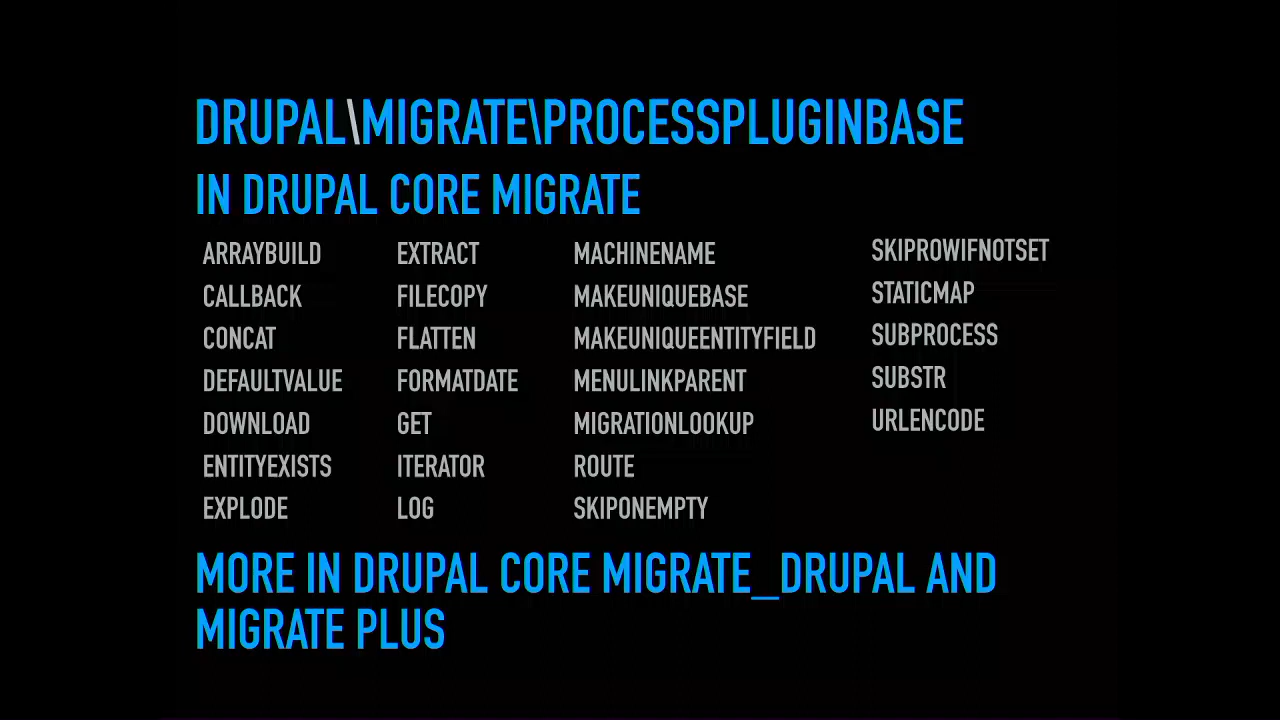 DRUPAL\MIGRATE\PROCESSPLUGINBASE
IN DRUPAL CORE MIGRATE
ARRAYBUILD
CALLBACK
CONCAT
DEFAULTVALUE
DOWNLOAD
ENTITYEXISTS
EXPLODE
EXTRACT
FILECOPY
FLATTEN
FORMATDATE
GET
ITERATOR
LOG
MACHINENAME
MAKEUNIQUEBASE
MAKEUNIQUEENTITYFIELD
MENULINKPARENT
MIGRATIONLOOKUP
ROUTE
SKIPONEMPTY
SKIPROWIFNOTSET
STATICMAP
SUBPROCESS
SUBSTR
URLENCODE
MORE IN DRUPAL CORE MIGRATE_DRUPAL AND
MIGRATE PLUS